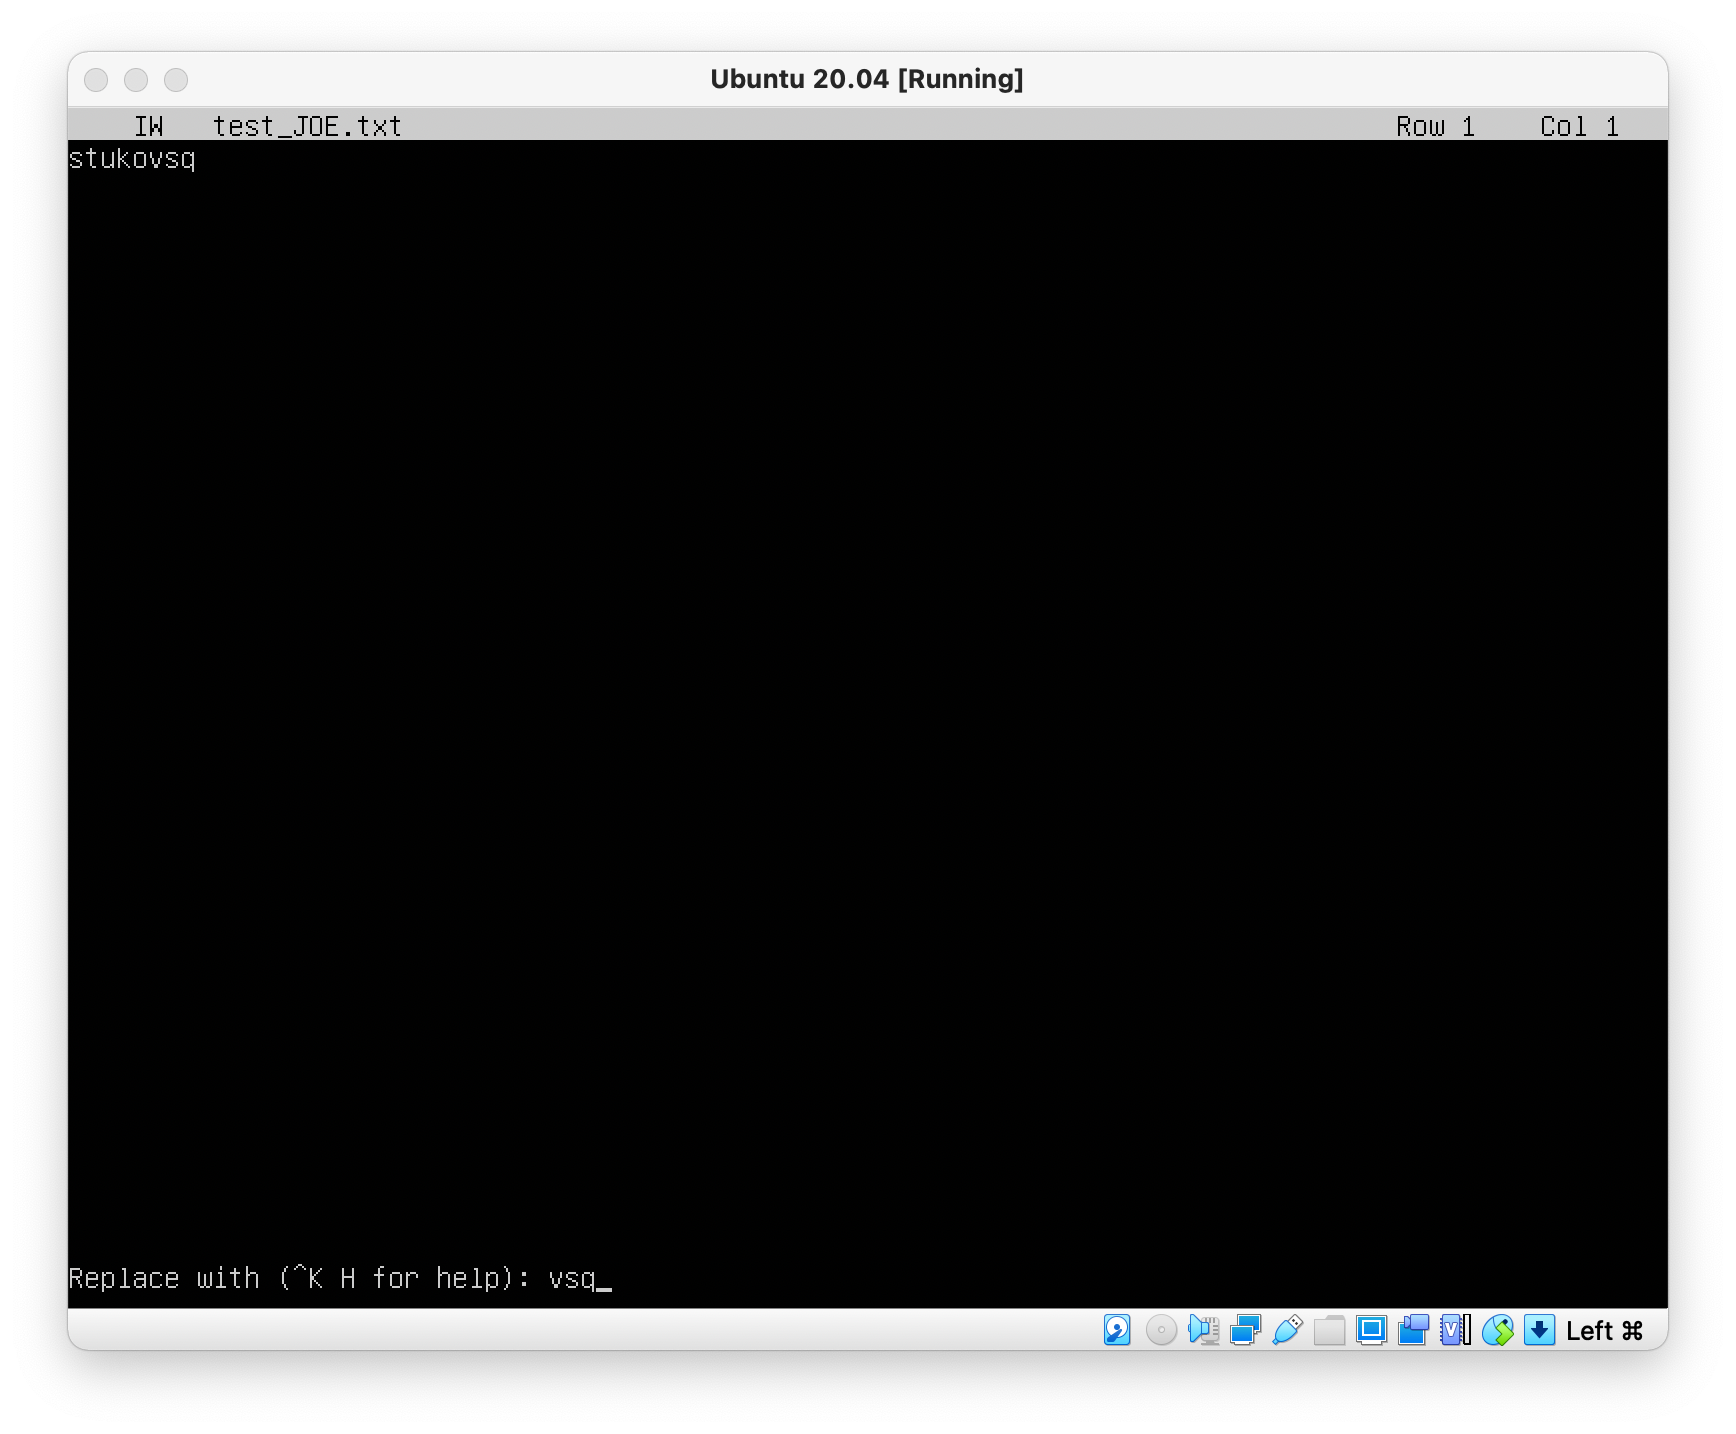 Ubuntu 20.04 [Running]
IW test_JOE.txt Row 1 Col 1
stukovsq
Replace with (^K H for help): vsq_
Left ⌘